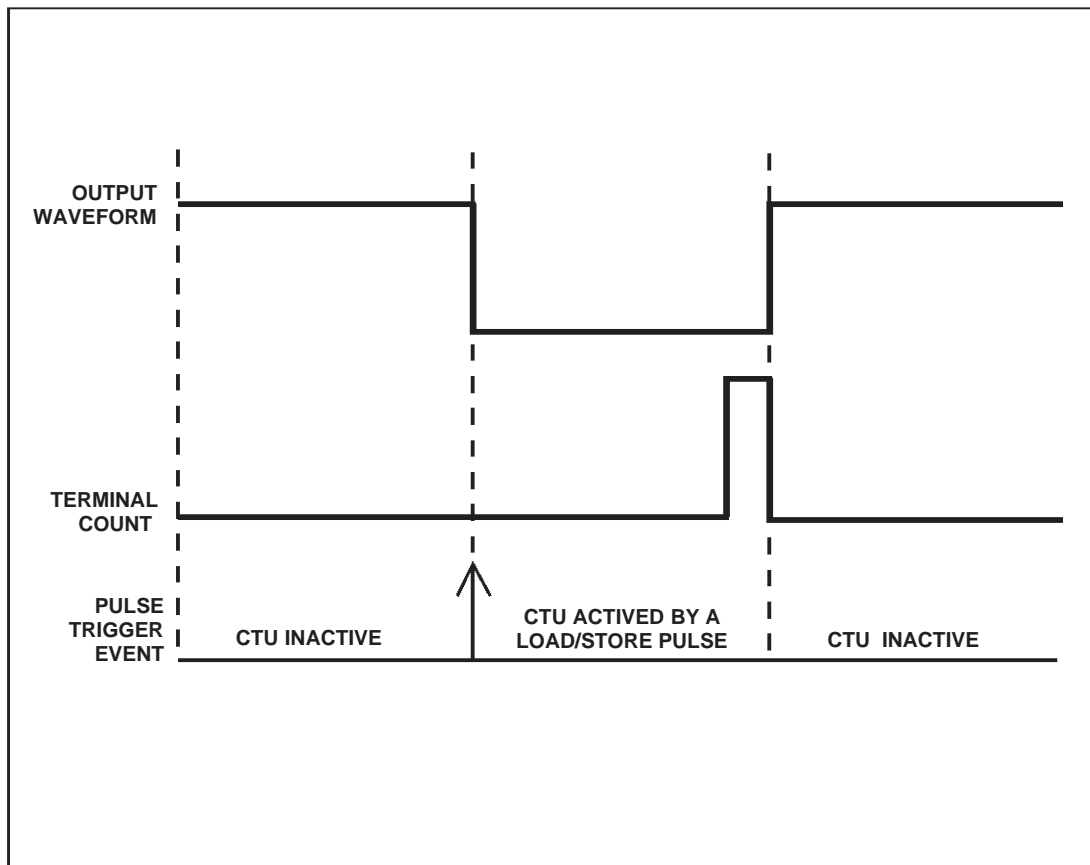 OUTPUT
WAVEFORM
TERMINAL
COUNT
PULSE
TRIGGER
EVENT
CTU INACTIVE
CTU ACTIVED BY A
LOAD/STORE PULSE
CTU INACTIVE